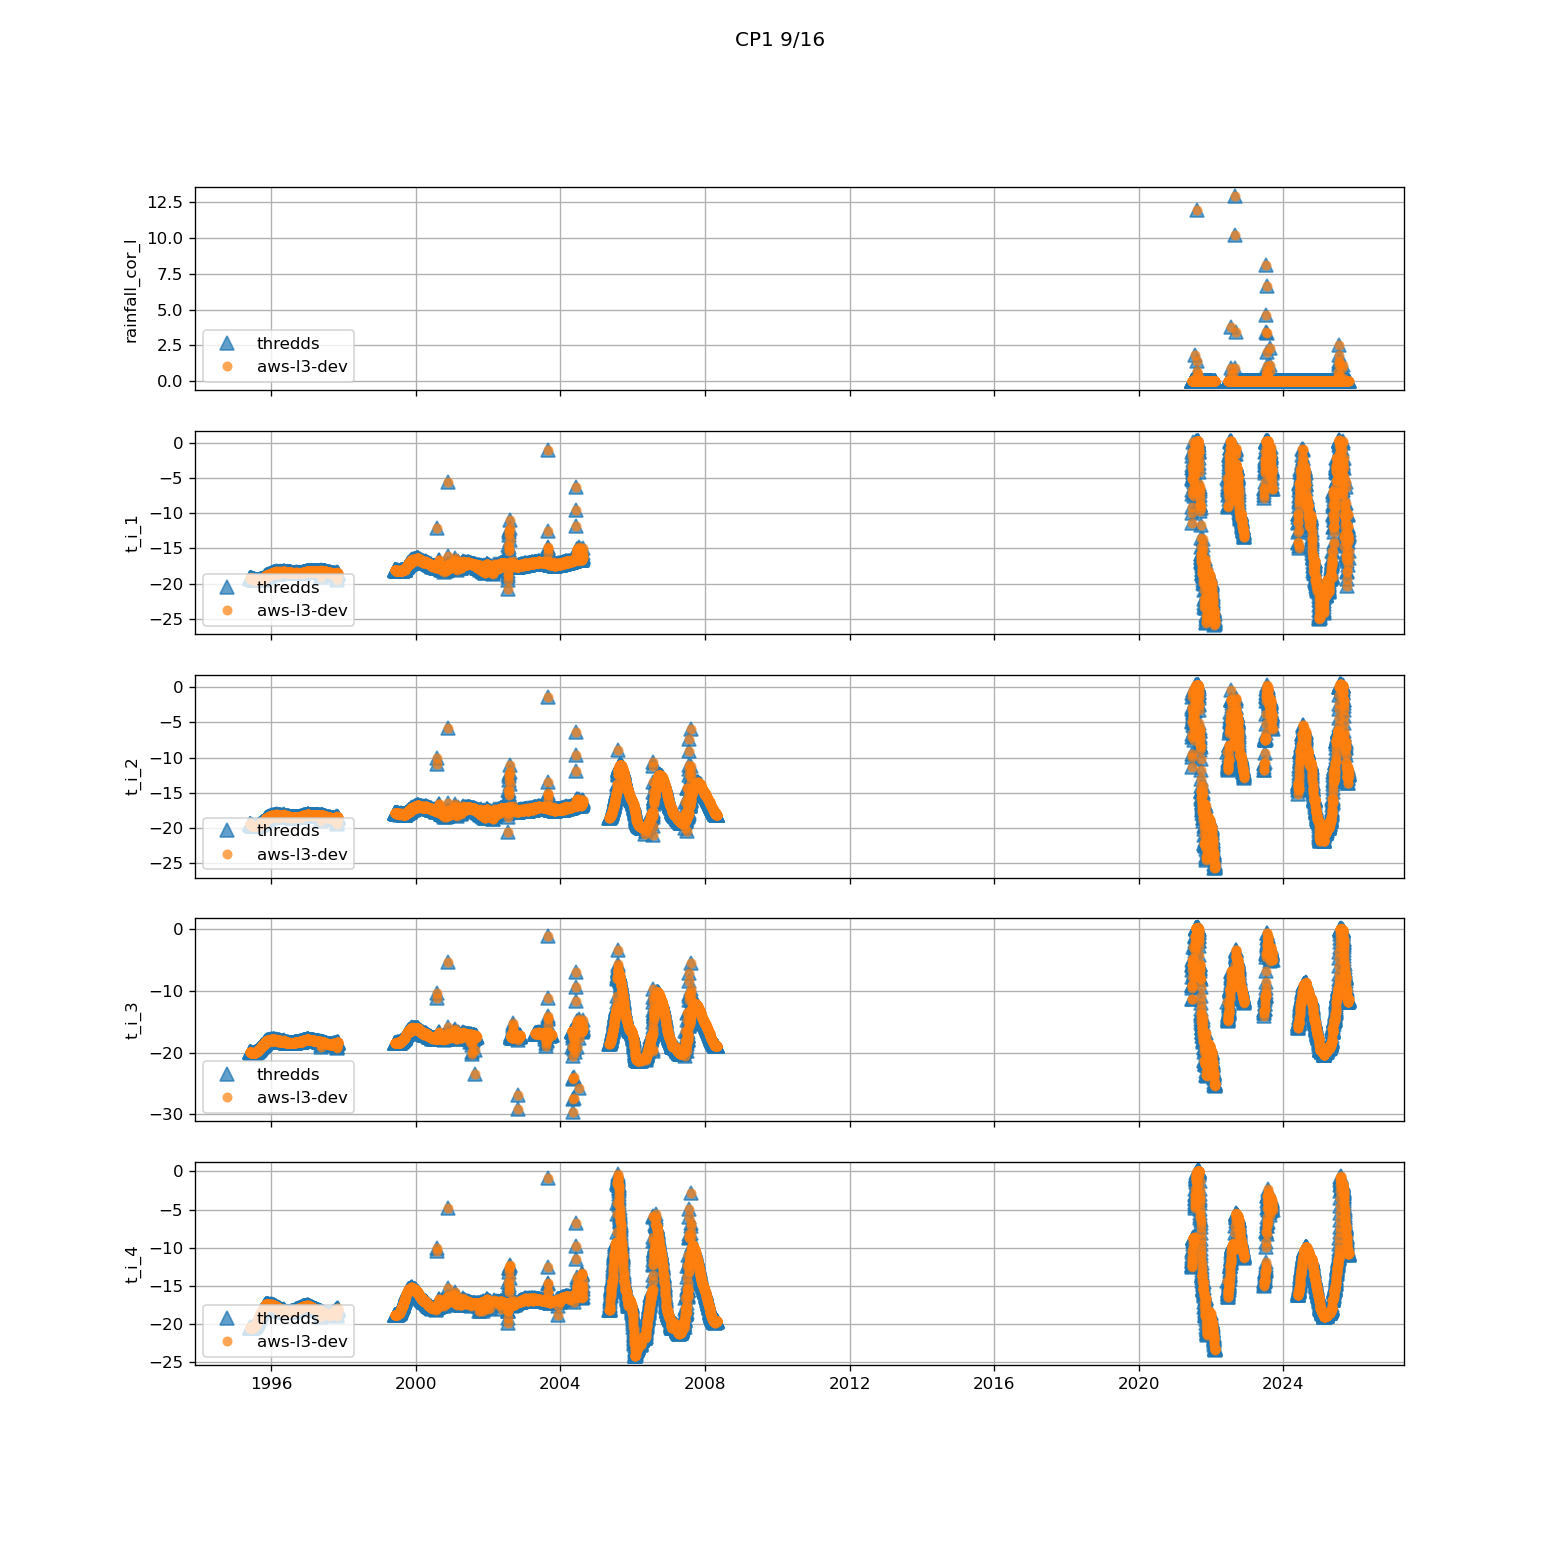 CP1 9/16
rainfall_cor_l
12.5
10.0
7.5
5.0
2.5
0.0
thredds
aws-l3-dev
t_i_1
0
−5
−10
−15
−20
−25
thredds
aws-l3-dev
t_i_2
0
−5
−10
−15
−20
−25
thredds
aws-l3-dev
t_i_3
0
−10
−20
−30
thredds
aws-l3-dev
t_i_4
0
−5
−10
−15
−20
−25
thredds
aws-l3-dev
1996 2000 2004 2008 2012 2016 2020 2024